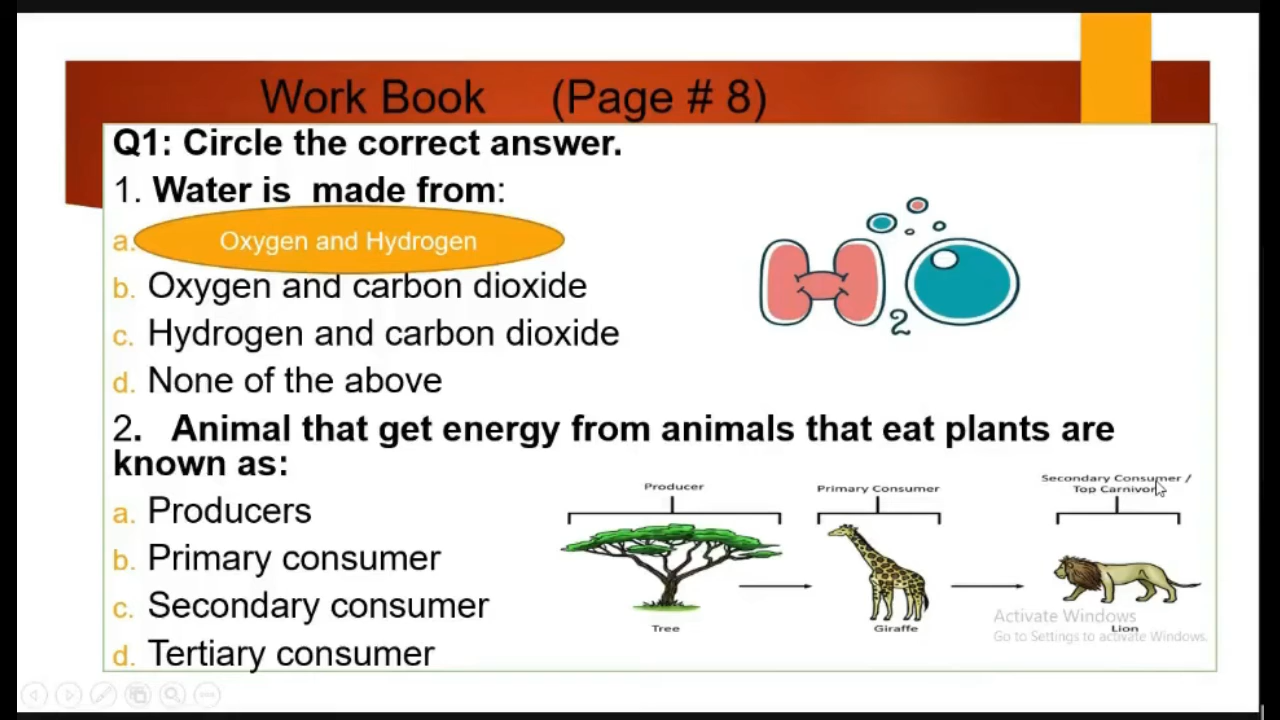 Work Book (Page # 8)
Q1: Circle the correct answer.
1. Water is made from:
a. Oxygen and Hydrogen
b. Oxygen and carbon dioxide
c. Hydrogen and carbon dioxide
d. None of the above
H2O
2. Animal that get energy from animals that eat plants are
known as:
a. Producers
b. Primary consumer
c. Secondary consumer
d. Tertiary consumer
Producer
Primary Consumer
Secondary Consumer /
Top Carnivor
Tree
Giraffe
Lion
Activate Windows
Go to Settings to activate Windows.